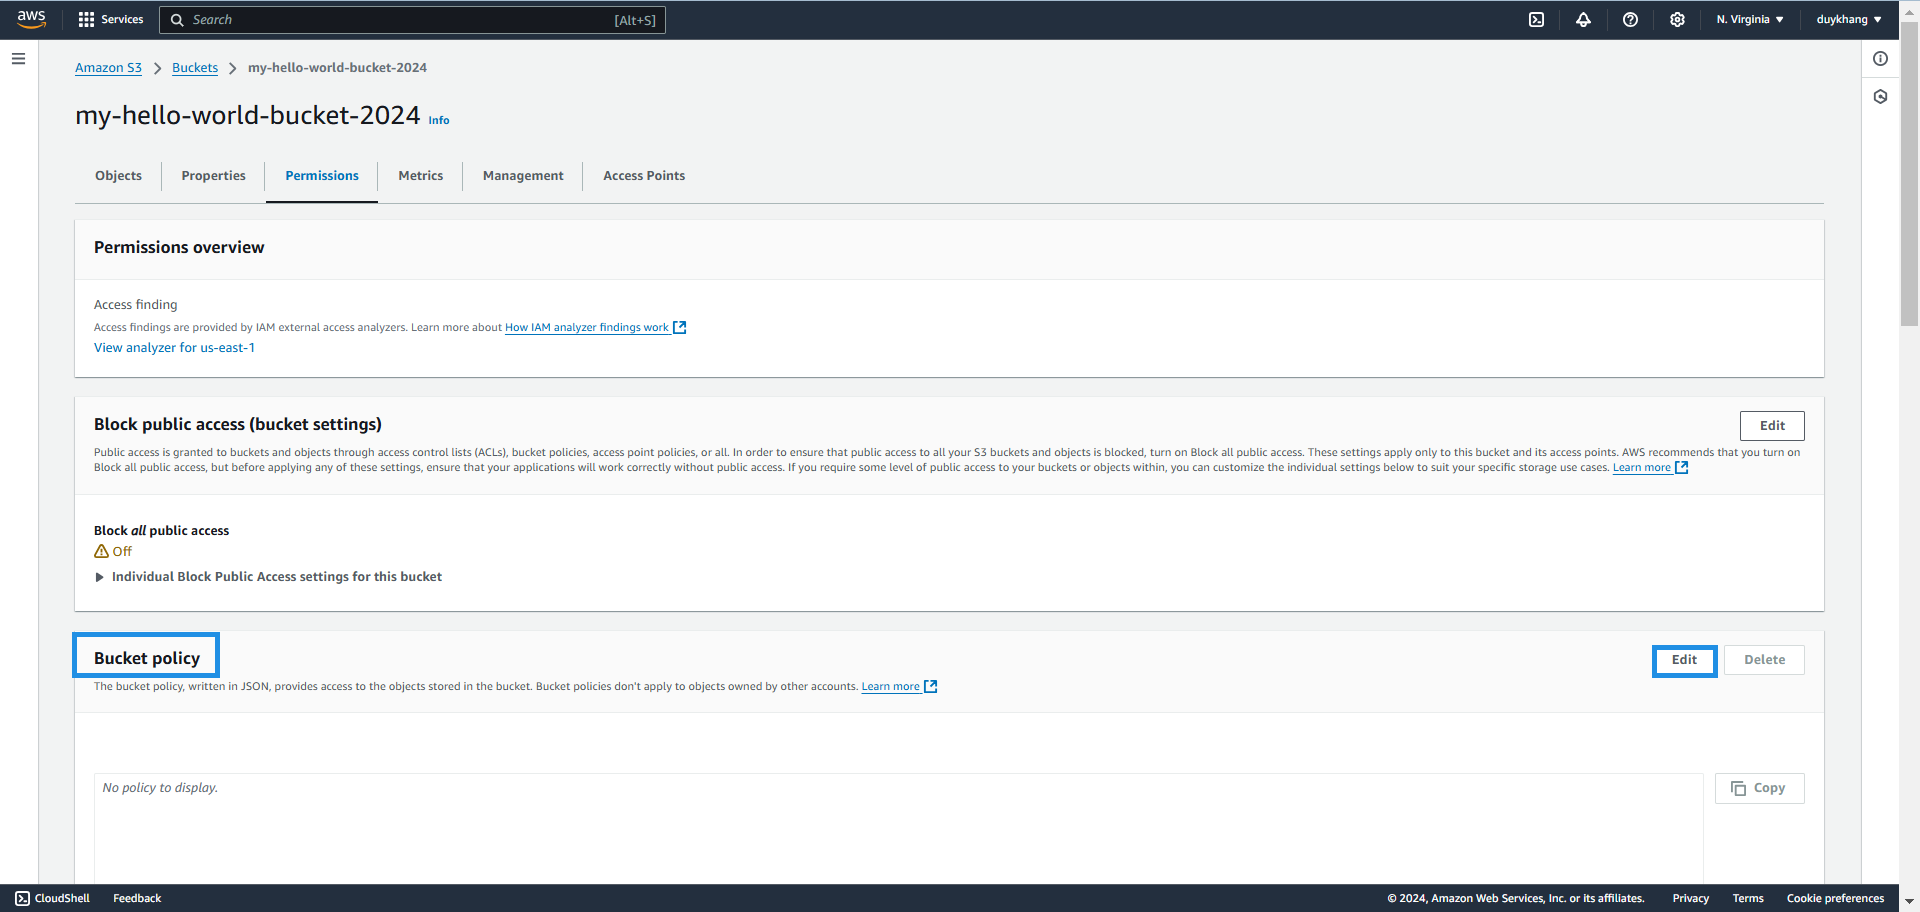 aws
Services
Search
[Alt+S]
N. Virginia
duykhang
Amazon S3 > Buckets > my-hello-world-bucket-2024
my-hello-world-bucket-2024 Info
Objects
Properties
Permissions
Metrics
Management
Access Points
Permissions overview
Access finding
Access findings are provided by IAM external access analyzers. Learn more about How IAM analyzer findings work
View analyzer for us-east-1
Block public access (bucket settings)
Edit
Public access is granted to buckets and objects through access control lists (ACLs), bucket policies, access point policies, or all. In order to ensure that public access to all your S3 buckets and objects is blocked, turn on Block all public access. These settings apply only to this bucket and its access points. AWS recommends that you turn on
Block all public access, but before applying any of these settings, ensure that your applications will work correctly without public access. If you require some level of public access to your buckets or objects within, you can customize the individual settings below to suit your specific storage use cases. Learn more
Block all public access
Off
Individual Block Public Access settings for this bucket
Bucket policy
Edit
Delete
The bucket policy, written in JSON, provides access to the objects stored in the bucket. Bucket policies don't apply to objects owned by other accounts. Learn more
No policy to display.
Copy
CloudShell
Feedback
© 2024, Amazon Web Services, Inc. or its affiliates.
Privacy
Terms
Cookie preferences